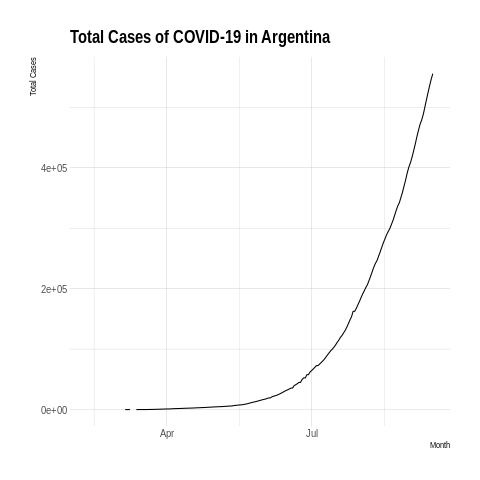 Total Cases of COVID-19 in Argentina
Total Cases
4e+05
2e+05
0e+00
Apr
Jul
Month